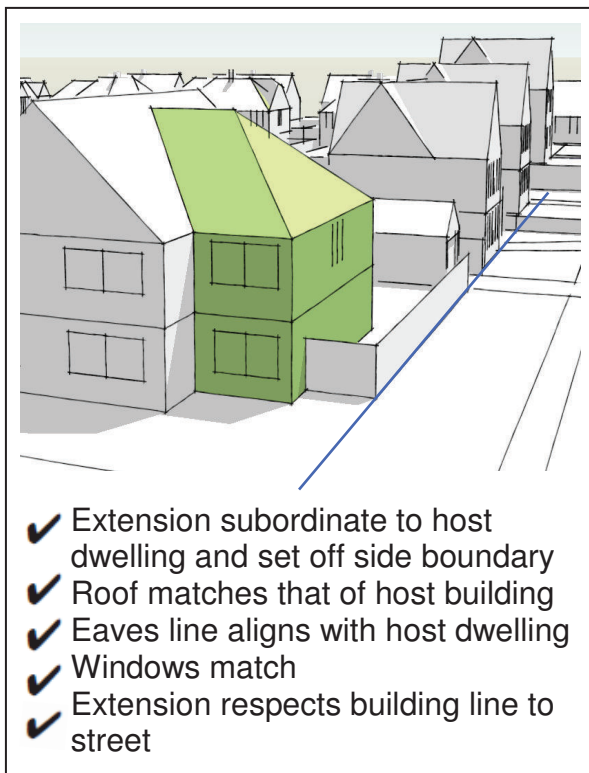 ✔ Extension subordinate to host
dwelling and set off side boundary
✔ Roof matches that of host building
✔ Eaves line aligns with host dwelling
✔ Windows match
✔ Extension respects building line to
street